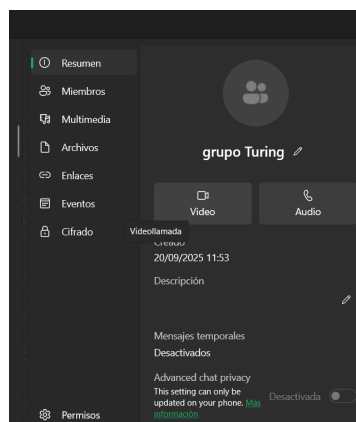 Resumen
Miembros
Multimedia
Archivos
Enlaces
Eventos
Cifrado
Permisos
grupo Turing
Video
Audio
Videollamada
Creado
20/09/2025 11:53
Descripción
Mensajes temporales
Desactivados
Advanced chat privacy
This setting can only be
updated on your phone. Más
información
Desactivada